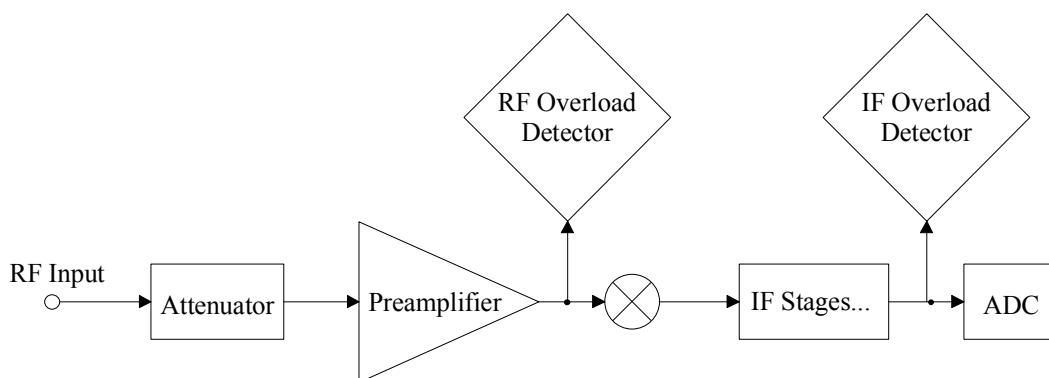 RF Overload
Detector
IF Overload
Detector
RF Input
Attenuator
Preamplifier
IF Stages...
ADC